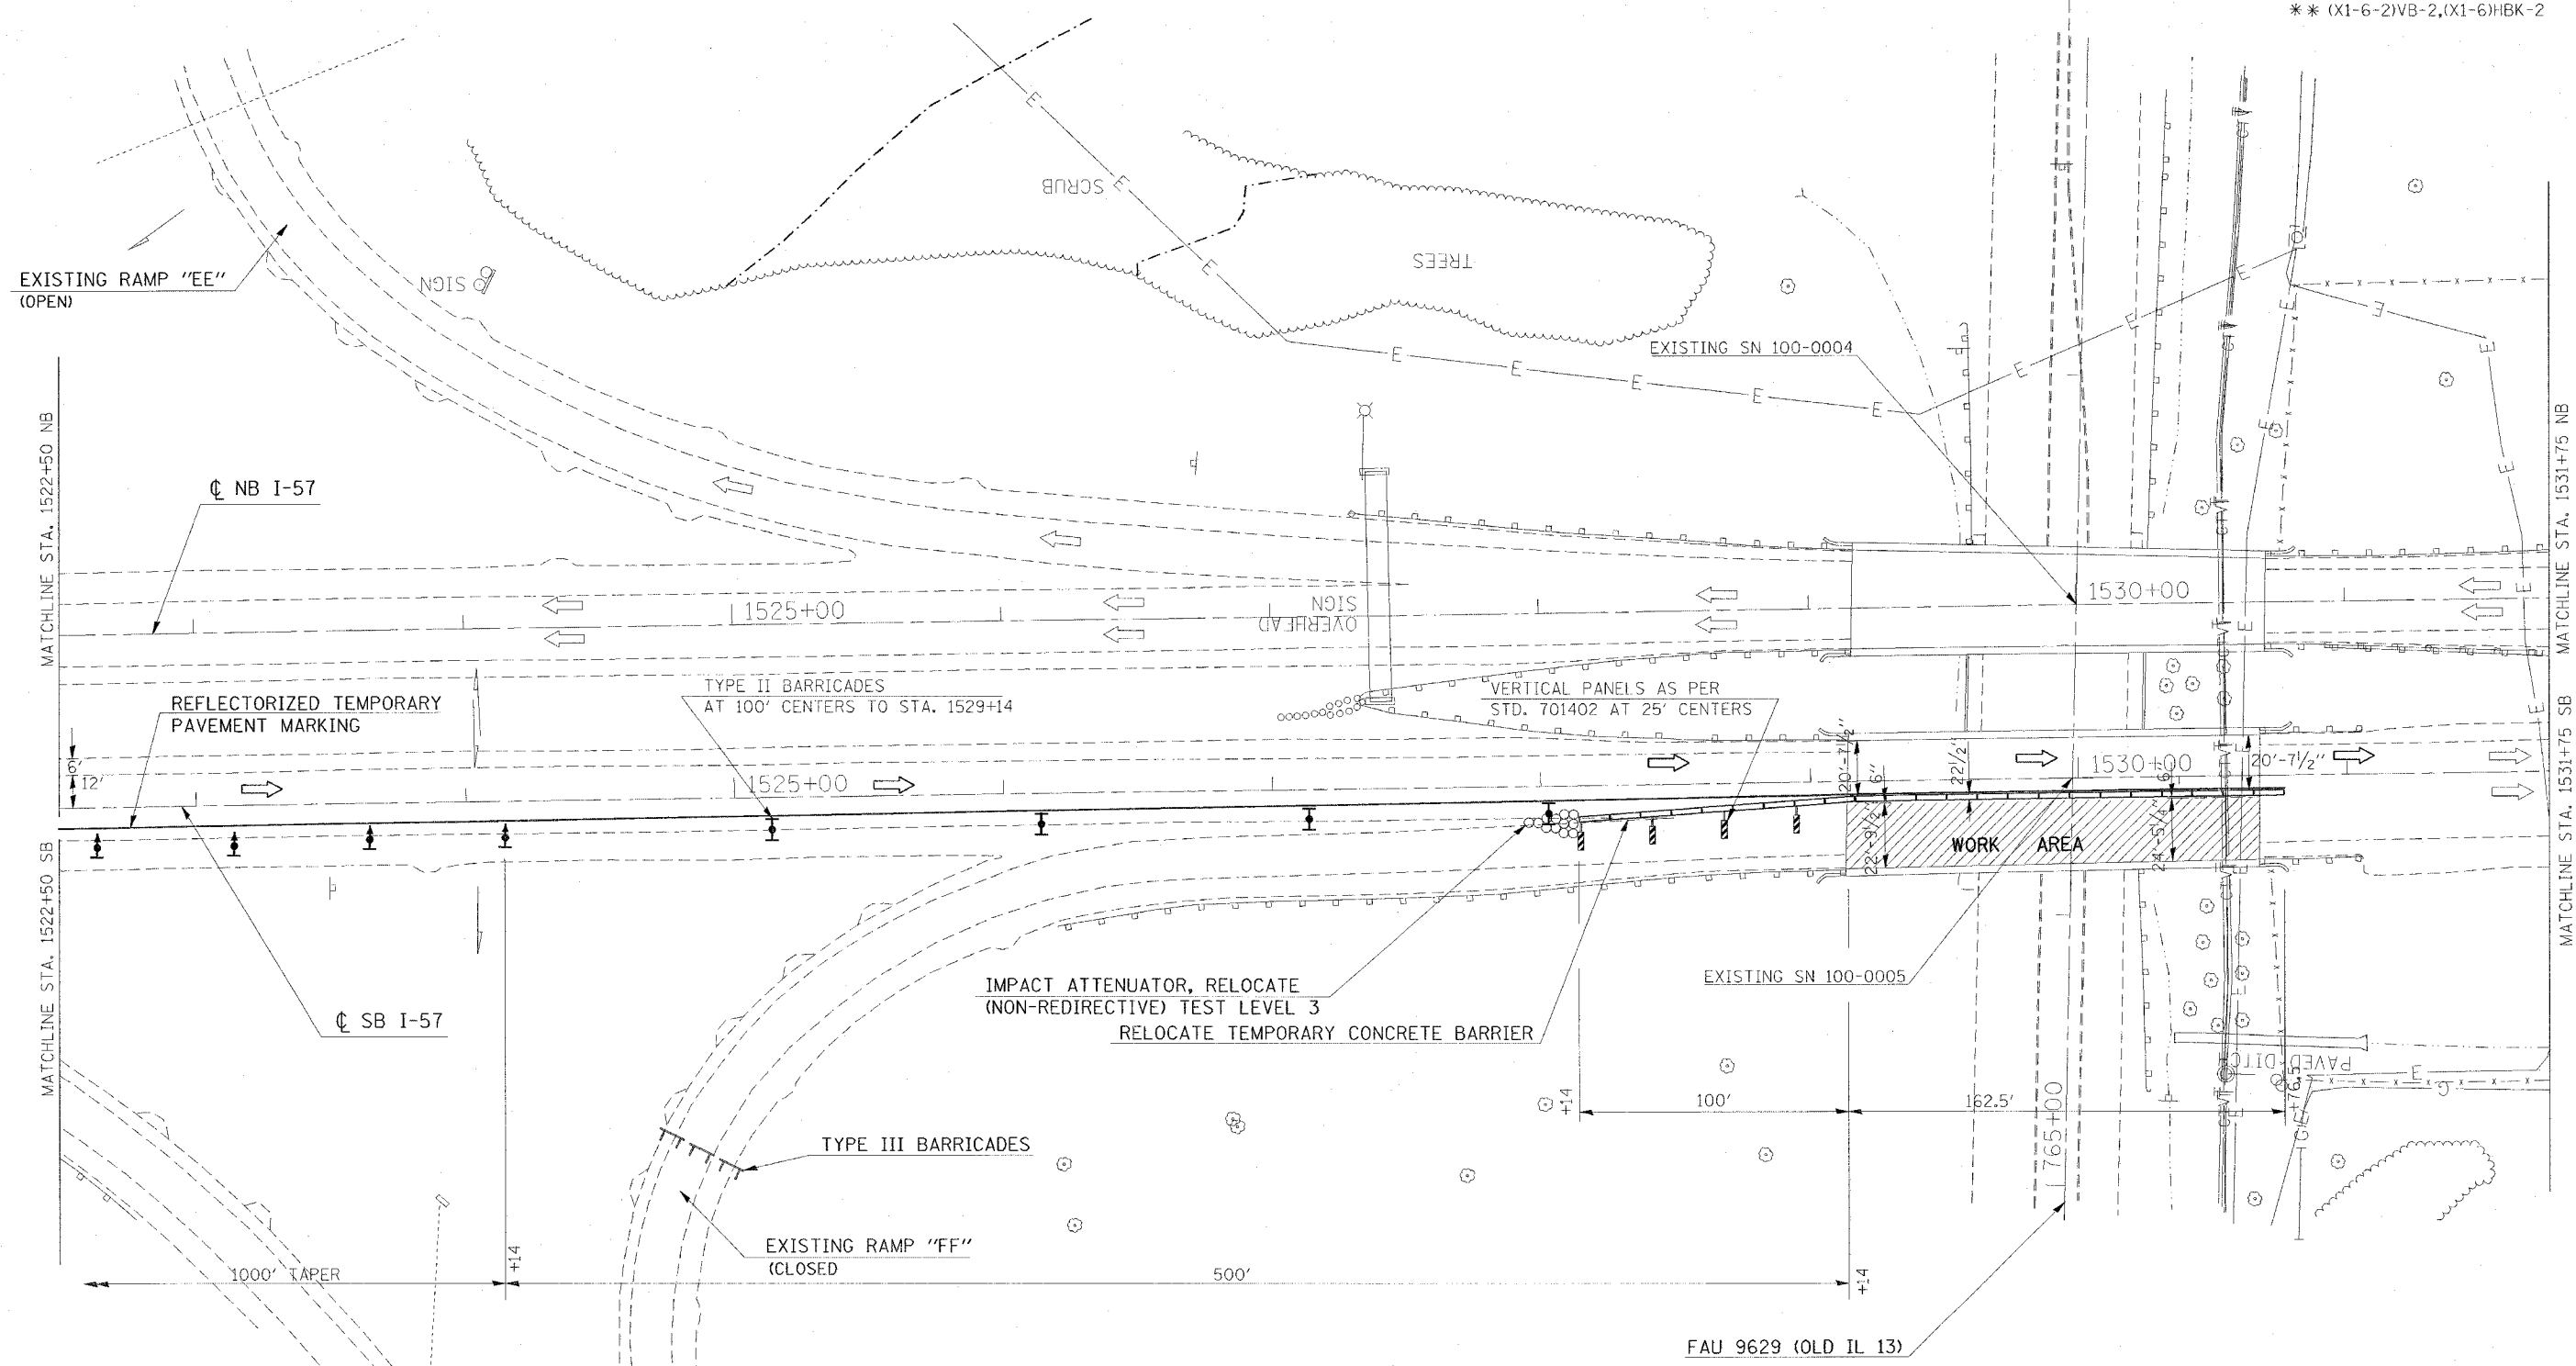 ** (X1-6-2)VB-2,(X1-6)HBK-2
SCRUB
TREES
EXISTING RAMP "EE"
(OPEN)
SIGN
EXISTING SN 100-0004
MATCHLINE STA. 1522+50 NB
MATCHLINE STA. 1531+75 NB
℄ NB I-57
1525+00
OVERHEAD
SIGN
1530+00
REFLECTORIZED TEMPORARY
PAVEMENT MARKING
TYPE II BARRICADES
AT 100' CENTERS TO STA. 1529+14
VERTICAL PANELS AS PER
STD. 701402 AT 25' CENTERS
6'
12'
1525+00
20'-7½"
6"
22½"
1530+00
6"
20'-7½"
22'-9½"
WORK AREA
24'-5¼"
MATCHLINE STA. 1522+50 SB
MATCHLINE STA. 1531+75 SB
℄ SB I-57
IMPACT ATTENUATOR, RELOCATE
(NON-REDIRECTIVE) TEST LEVEL 3
RELOCATE TEMPORARY CONCRETE BARRIER
EXISTING SN 100-0005
PAVED DITCH
+14
100'
162.5'
+76.5
1765+00
TYPE III BARRICADES
EXISTING RAMP "FF"
(CLOSED
1000' TAPER
+14
500'
+14
FAU 9629 (OLD IL 13)
E
E
E
E
E
E
E
E
E
E
G